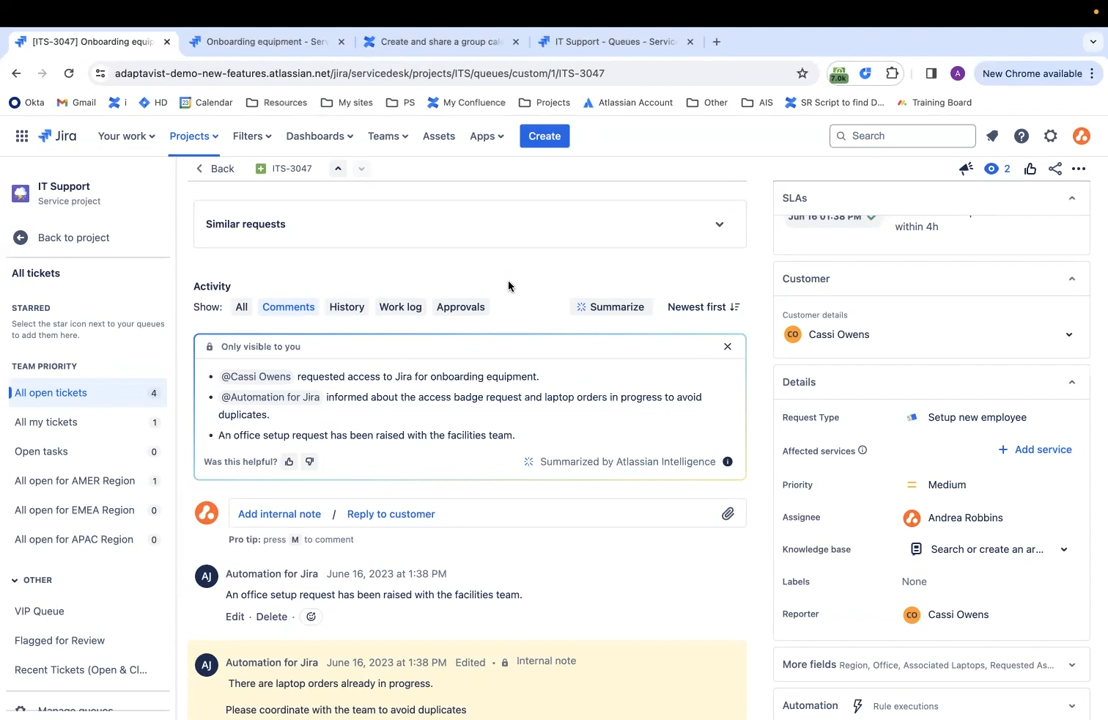 [ITS-3047] Onboarding equip
Onboarding equipment - Serv
Create and share a group cal
IT Support - Queues - Service
adaptavist-demo-new-features.atlassian.net/jira/servicedesk/projects/ITS/queues/custom/1/ITS-3047
7.0k
A
New Chrome available
Okta
Gmail
i
HD
Calendar
Resources
My sites
PS
My Confluence
Projects
Atlassian Account
Other
AIS
SR Script to find D...
Training Board
Jira
Your work
Projects
Filters
Dashboards
Teams
Assets
Apps
Create
Search
IT Support
Service project
Back to project
All tickets
STARRED
Select the star icon next to your queues
to add them here.
TEAM PRIORITY
All open tickets 4
All my tickets 1
Open tasks 0
All open for AMER Region 1
All open for EMEA Region 0
All open for APAC Region 0
OTHER
VIP Queue
Flagged for Review
Recent Tickets (Open & Cl...
Manage queues
Back
ITS-3047
2
Similar requests
Activity
Show: All Comments History Work log Approvals
Summarize
Newest first
Only visible to you
• @Cassi Owens requested access to Jira for onboarding equipment.
• @Automation for Jira informed about the access badge request and laptop orders in progress to avoid
duplicates.
• An office setup request has been raised with the facilities team.
Was this helpful?
Summarized by Atlassian Intelligence
Add internal note / Reply to customer
Pro tip: press M to comment
AJ
Automation for Jira June 16, 2023 at 1:38 PM
An office setup request has been raised with the facilities team.
Edit · Delete ·
AJ
Automation for Jira June 16, 2023 at 1:38 PM Edited · Internal note
There are laptop orders already in progress.
Please coordinate with the team to avoid duplicates
SLAs
Jun 16 01:38 PM
within 4h
Customer
Customer details
CO Cassi Owens
Details
Request Type Setup new employee
Affected services + Add service
Priority Medium
Assignee Andrea Robbins
Knowledge base Search or create an ar...
Labels None
Reporter CO Cassi Owens
More fields Region, Office, Associated Laptops, Requested As...
Automation Rule executions